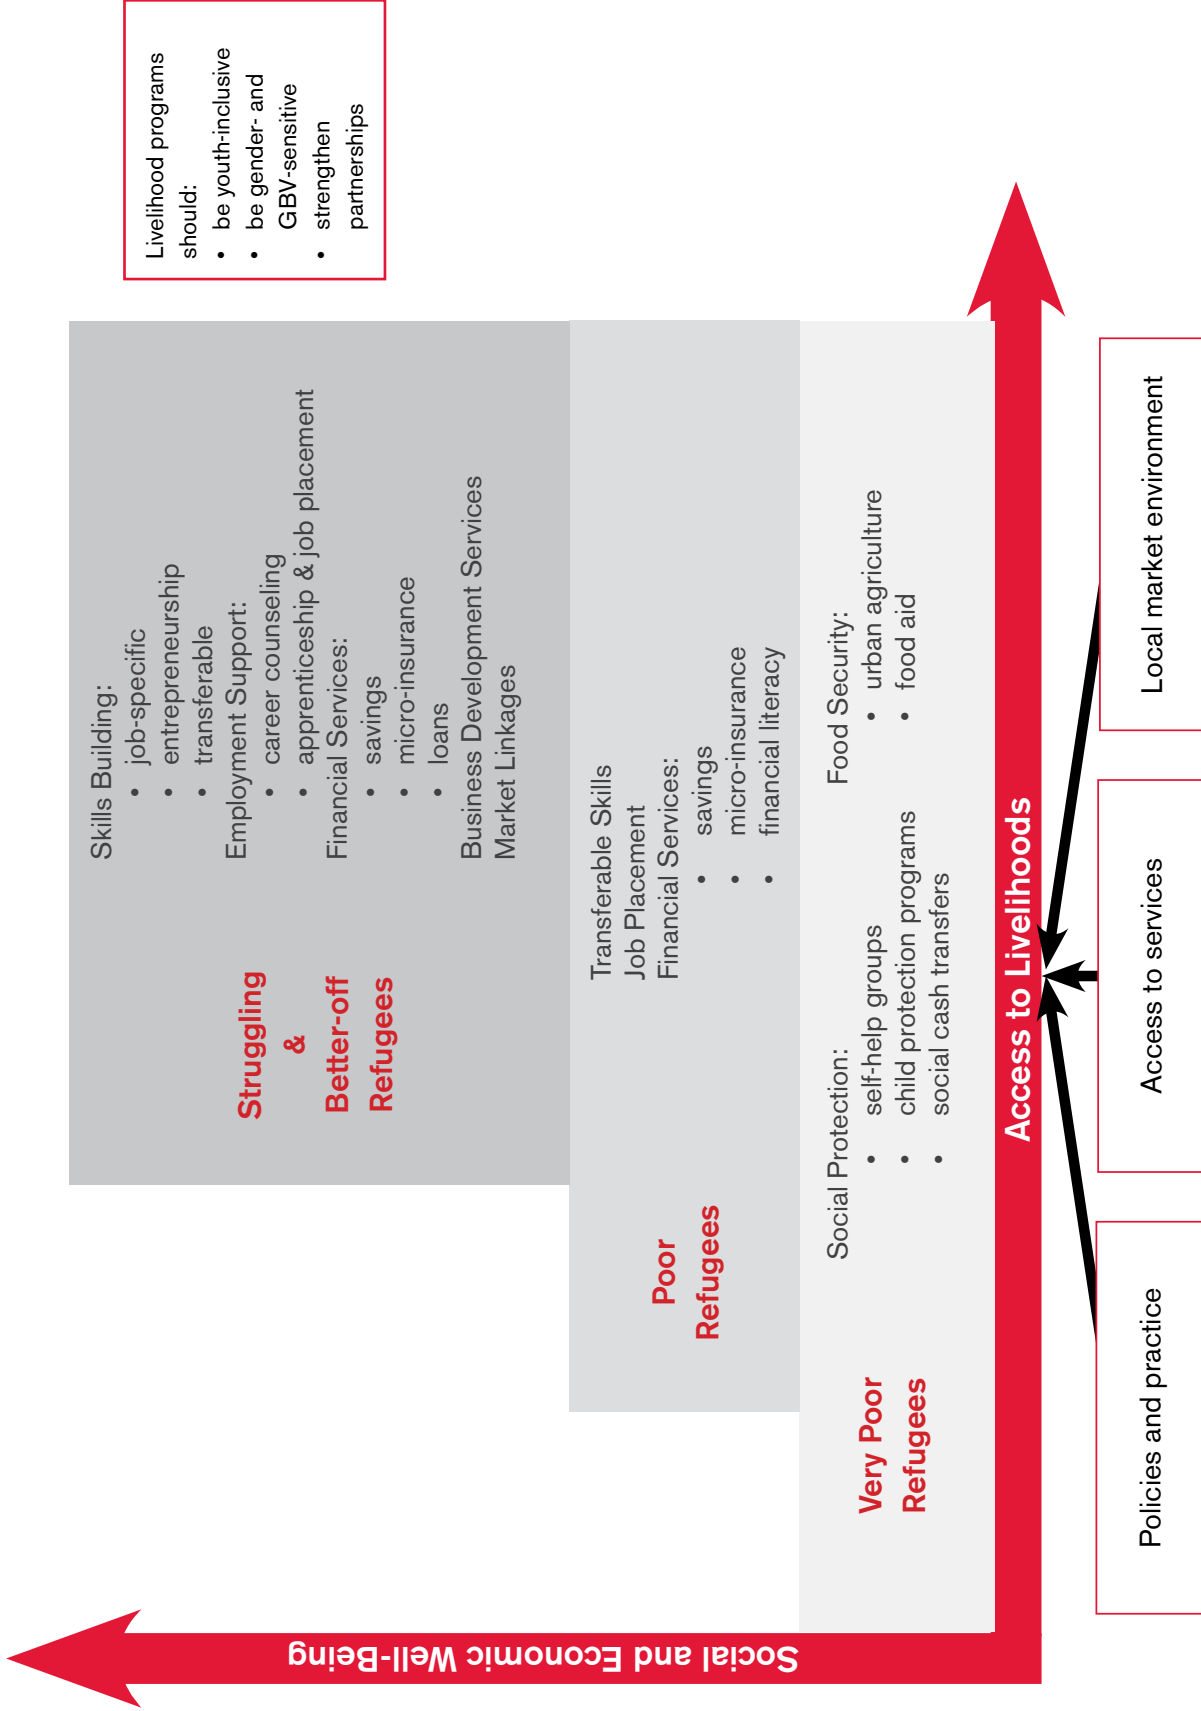 Livelihood programs
should:
• be youth-inclusive
• be gender- and
GBV-sensitive
• strengthen
partnerships
Social and Economic Well-Being
Struggling
&
Better-off
Refugees
Skills Building:
• job-specific
• entrepreneurship
• transferable
Employment Support:
• career counseling
• apprenticeship & job placement
Financial Services:
• savings
• micro-insurance
• loans
Business Development Services
Market Linkages
Poor
Refugees
Transferable Skills
Job Placement
Financial Services:
• savings
• micro-insurance
• financial literacy
Very Poor
Refugees
Social Protection:
• self-help groups
• child protection programs
• social cash transfers
Food Security:
• urban agriculture
• food aid
Access to Livelihoods
Policies and practice
Access to services
Local market environment